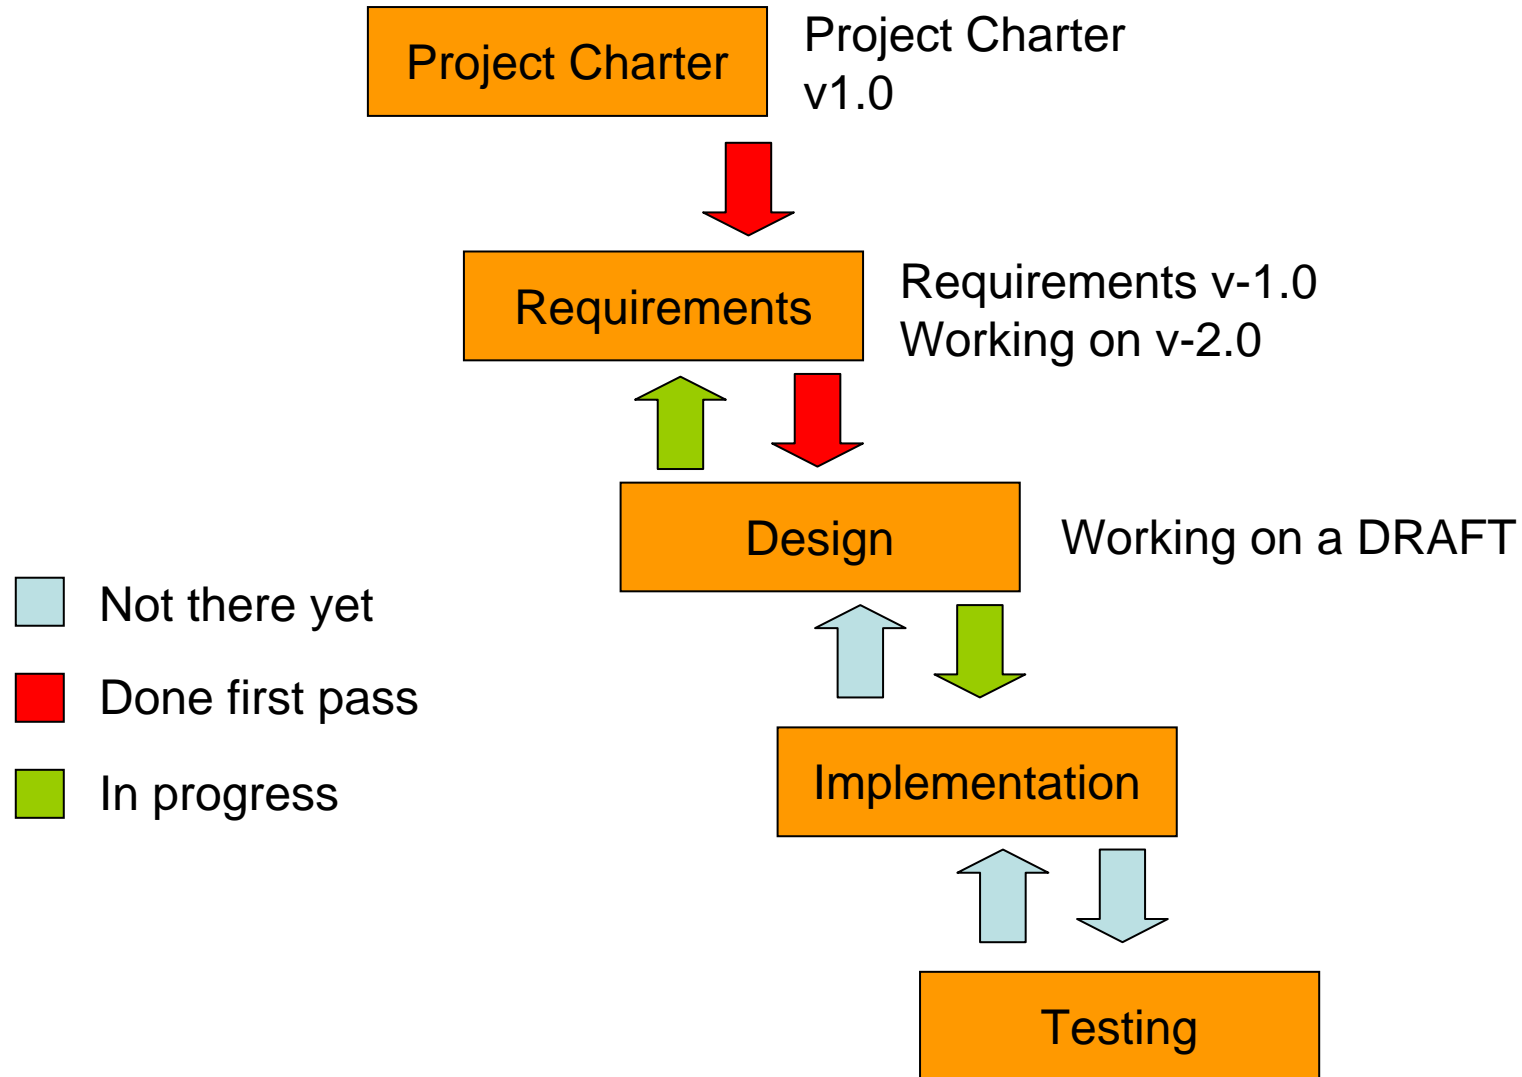 Project Charter
Project Charter
v1.0
Requirements
Requirements v-1.0
Working on v-2.0
Design
Working on a DRAFT
Not there yet
Done first pass
In progress
Implementation
Testing